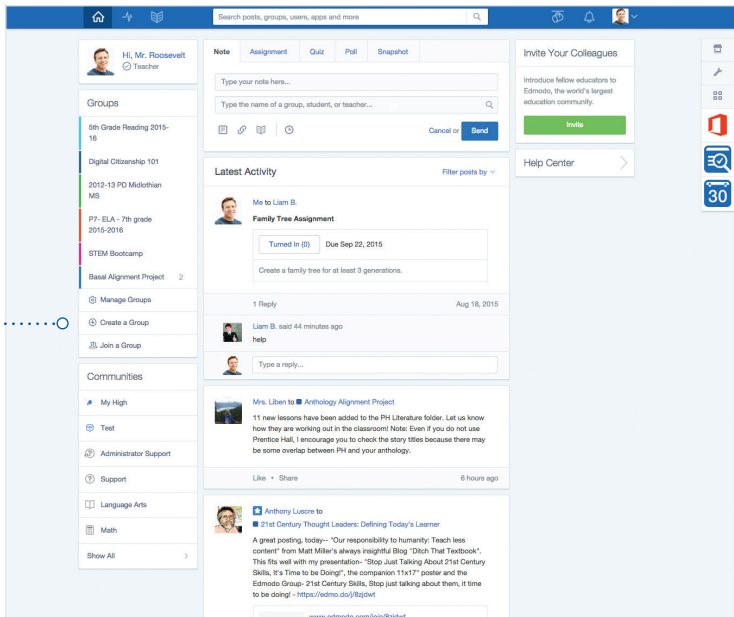 Search posts, groups, users, apps and more
Hi, Mr. Roosevelt
Teacher
Groups
5th Grade Reading 2015-
16
Digital Citizenship 101
2012-13 PD Midlothian
MS
P7- ELA - 7th grade
2015-2016
STEM Bootcamp
Basal Alignment Project 2
Manage Groups
Create a Group
Join a Group
Communities
My High
Test
Administrator Support
Support
Language Arts
Math
Show All
Note Assignment Quiz Poll Snapshot
Type your note here...
Type the name of a group, student, or teacher...
Cancel or Send
Latest Activity Filter posts by
Me to Liam B.
Family Tree Assignment
Turned In (0) Due Sep 22, 2015
Create a family tree for at least 3 generations.
1 Reply Aug 18, 2015
Liam B. said 44 minutes ago
help
Type a reply...
Mrs. Liben to Anthology Alignment Project
11 new lessons have been added to the PH Literature folder. Let us know
how they are working out in the classroom! Note: Even if you do not use
Prentice Hall, I encourage you to check the story titles because there may
be some overlap between PH and your anthology.
Like • Share 6 hours ago
Anthony Luscre to
21st Century Thought Leaders: Defining Today's Learner
A great posting, today-- "Our responsibility to humanity: Teach less
content" from Matt Miller's always insightful Blog "Ditch That Textbook".
This fits well with my presentation- "Stop Just Talking About 21st Century
Skills, It's Time to be Doing!", the companion 11x17" poster and the
Edmodo Group- 21st Century Skills, Stop just talking about them, it time
to be doing! - https://edmo.do/j/8zjdwt
www.edmodo.com/join/8zjdwt
Invite Your Colleagues
Introduce fellow educators to
Edmodo, the world's largest
education community.
Invite
Help Center
30